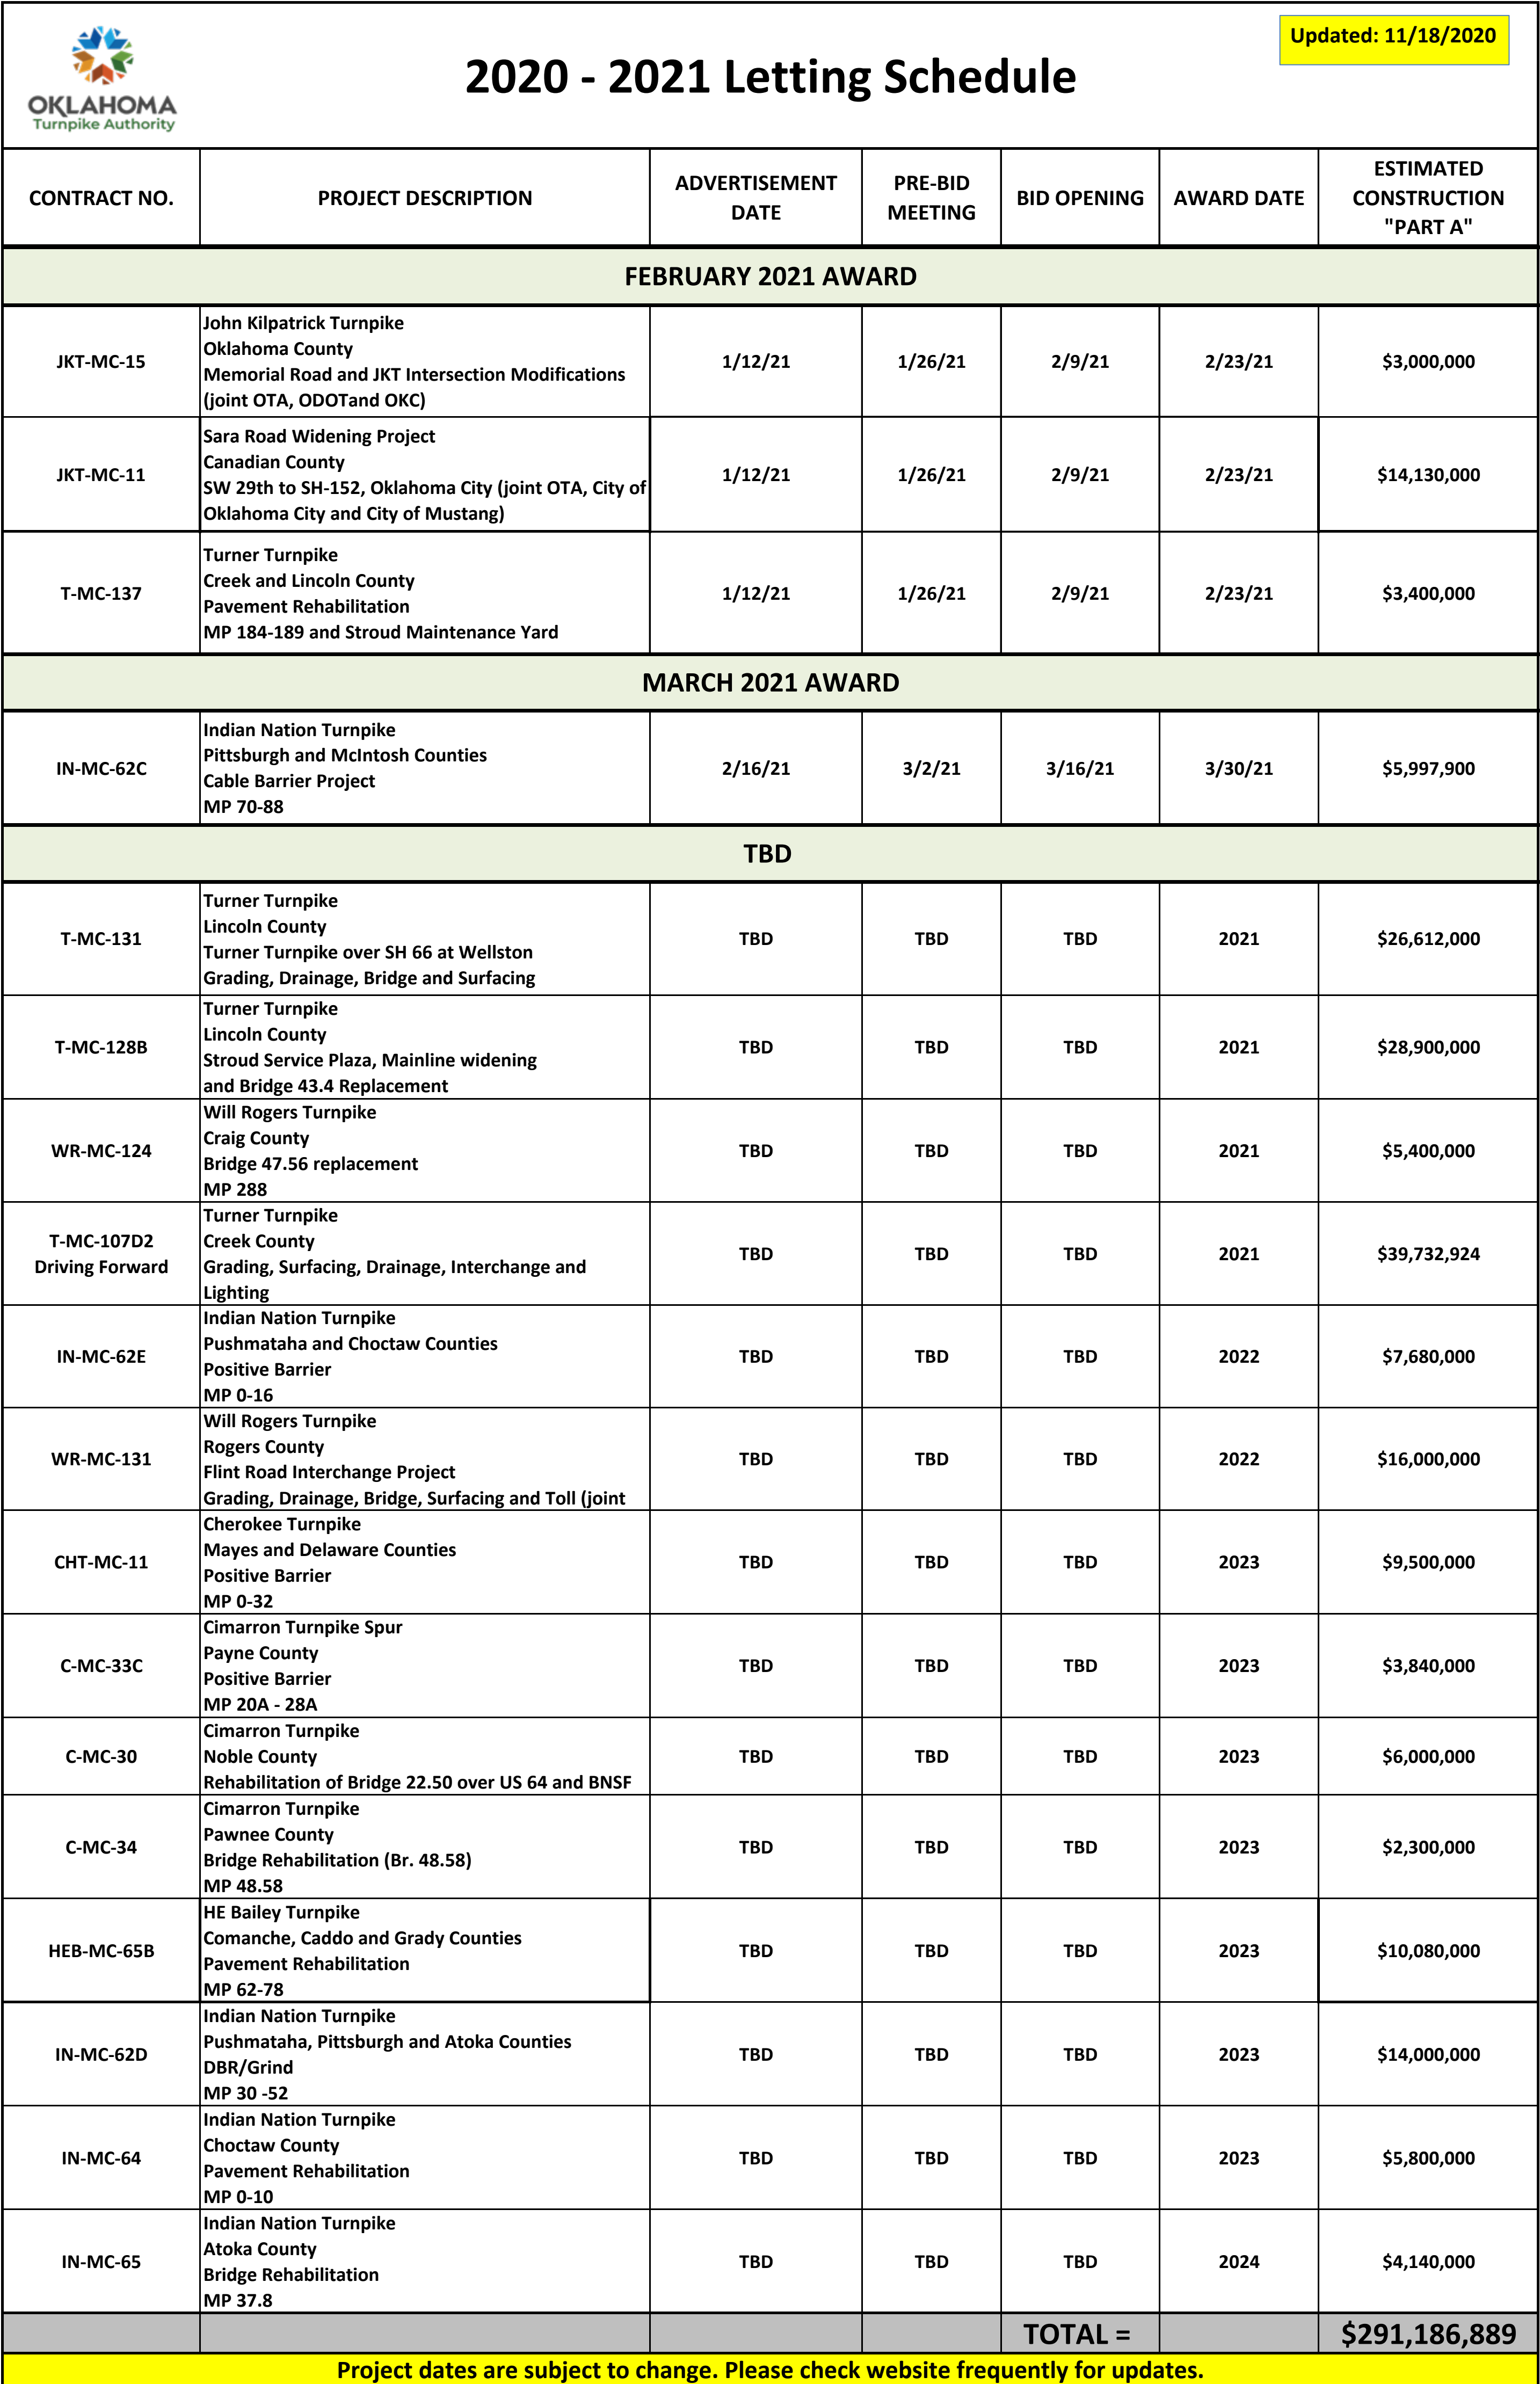 Updated: 11/18/2020
OKLAHOMA
Turnpike Authority
2020 - 2021 Letting Schedule
CONTRACT NO. PROJECT DESCRIPTION ADVERTISEMENT DATE PRE-BID MEETING BID OPENING AWARD DATE ESTIMATED CONSTRUCTION "PART A"
FEBRUARY 2021 AWARD
JKT-MC-15
John Kilpatrick Turnpike
Oklahoma County
Memorial Road and JKT Intersection Modifications
(joint OTA, ODOTand OKC)
1/12/21 1/26/21 2/9/21 2/23/21 $3,000,000
JKT-MC-11
Sara Road Widening Project
Canadian County
SW 29th to SH-152, Oklahoma City (joint OTA, City of
Oklahoma City and City of Mustang)
1/12/21 1/26/21 2/9/21 2/23/21 $14,130,000
T-MC-137
Turner Turnpike
Creek and Lincoln County
Pavement Rehabilitation
MP 184-189 and Stroud Maintenance Yard
1/12/21 1/26/21 2/9/21 2/23/21 $3,400,000
MARCH 2021 AWARD
IN-MC-62C
Indian Nation Turnpike
Pittsburgh and McIntosh Counties
Cable Barrier Project
MP 70-88
2/16/21 3/2/21 3/16/21 3/30/21 $5,997,900
TBD
T-MC-131
Turner Turnpike
Lincoln County
Turner Turnpike over SH 66 at Wellston
Grading, Drainage, Bridge and Surfacing
TBD TBD TBD 2021 $26,612,000
T-MC-128B
Turner Turnpike
Lincoln County
Stroud Service Plaza, Mainline widening
and Bridge 43.4 Replacement
TBD TBD TBD 2021 $28,900,000
WR-MC-124
Will Rogers Turnpike
Craig County
Bridge 47.56 replacement
MP 288
TBD TBD TBD 2021 $5,400,000
T-MC-107D2
Driving Forward
Turner Turnpike
Creek County
Grading, Surfacing, Drainage, Interchange and
Lighting
TBD TBD TBD 2021 $39,732,924
IN-MC-62E
Indian Nation Turnpike
Pushmataha and Choctaw Counties
Positive Barrier
MP 0-16
TBD TBD TBD 2022 $7,680,000
WR-MC-131
Will Rogers Turnpike
Rogers County
Flint Road Interchange Project
Grading, Drainage, Bridge, Surfacing and Toll (joint
TBD TBD TBD 2022 $16,000,000
CHT-MC-11
Cherokee Turnpike
Mayes and Delaware Counties
Positive Barrier
MP 0-32
TBD TBD TBD 2023 $9,500,000
C-MC-33C
Cimarron Turnpike Spur
Payne County
Positive Barrier
MP 20A - 28A
TBD TBD TBD 2023 $3,840,000
C-MC-30
Cimarron Turnpike
Noble County
Rehabilitation of Bridge 22.50 over US 64 and BNSF
TBD TBD TBD 2023 $6,000,000
C-MC-34
Cimarron Turnpike
Pawnee County
Bridge Rehabilitation (Br. 48.58)
MP 48.58
TBD TBD TBD 2023 $2,300,000
HEB-MC-65B
HE Bailey Turnpike
Comanche, Caddo and Grady Counties
Pavement Rehabilitation
MP 62-78
TBD TBD TBD 2023 $10,080,000
IN-MC-62D
Indian Nation Turnpike
Pushmataha, Pittsburgh and Atoka Counties
DBR/Grind
MP 30 -52
TBD TBD TBD 2023 $14,000,000
IN-MC-64
Indian Nation Turnpike
Choctaw County
Pavement Rehabilitation
MP 0-10
TBD TBD TBD 2023 $5,800,000
IN-MC-65
Indian Nation Turnpike
Atoka County
Bridge Rehabilitation
MP 37.8
TBD TBD TBD 2024 $4,140,000
TOTAL = $291,186,889
Project dates are subject to change. Please check website frequently for updates.